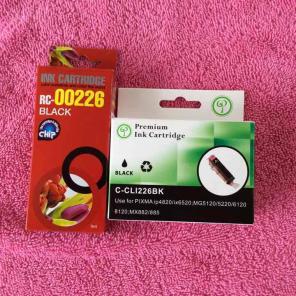 INK CARTRIDGE
RC-00226
BLACK
CHIP
Premium
Ink Cartridge
BLACK
C-CLI226BK
Use for PIXMA ip4820/ix6520;MG5120/5220/6120
8120;MX882/885